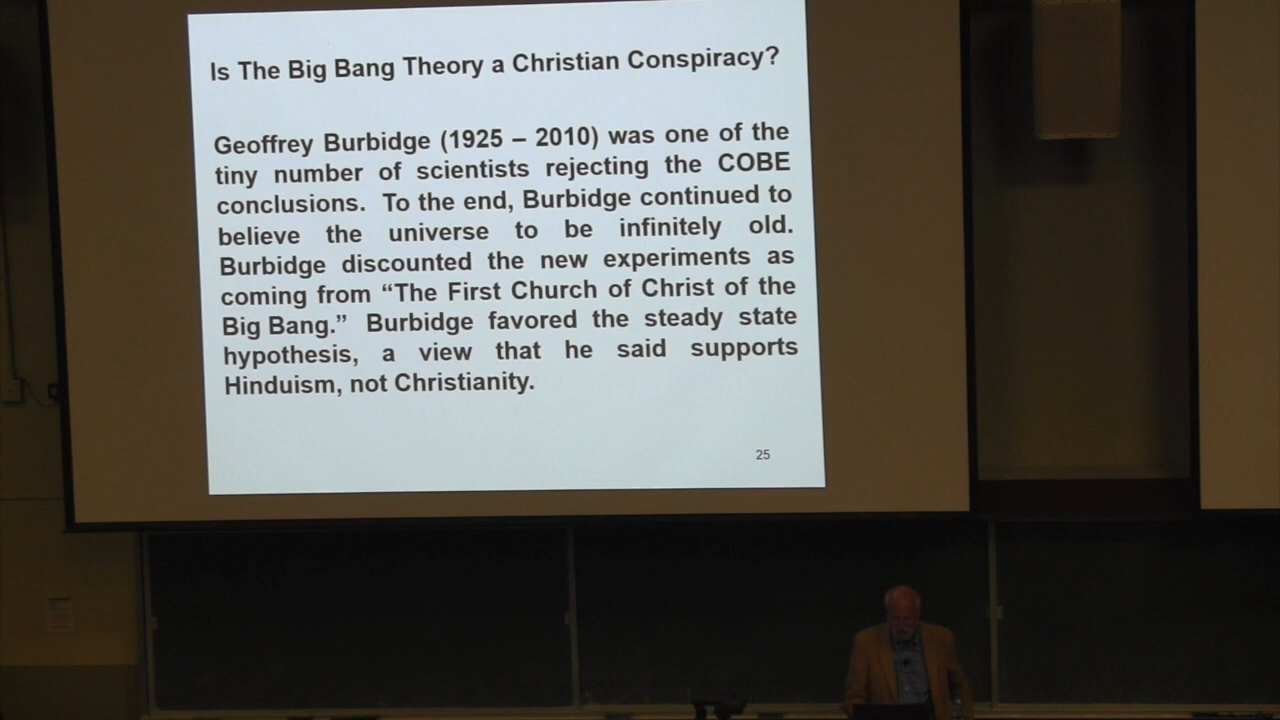 Is The Big Bang Theory a Christian Conspiracy?
Geoffrey Burbidge (1925 – 2010) was one of the
tiny number of scientists rejecting the COBE
conclusions. To the end, Burbidge continued to
believe the universe to be infinitely old.
Burbidge discounted the new experiments as
coming from “The First Church of Christ of the
Big Bang.” Burbidge favored the steady state
hypothesis, a view that he said supports
Hinduism, not Christianity.
25